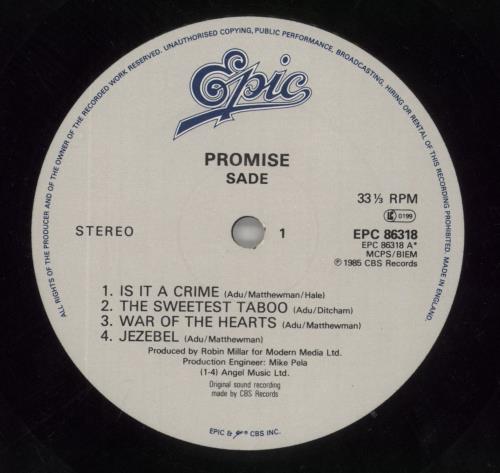 ALL RIGHTS OF THE PRODUCER AND OF THE OWNER OF THE RECORDED WORK RESERVED. UNAUTHORISED COPYING, PUBLIC PERFORMANCE, BROADCASTING, HIRING OR RENTAL OF THIS RECORDING PROHIBITED. MADE IN ENGLAND.
Epic
PROMISE
SADE
33⅓ RPM
LC 0199
STEREO
1
EPC 86318
EPC 86318 A*
MCPS/BIEM
℗ 1985 CBS Records
1. IS IT A CRIME (Adu/Matthewman/Hale)
2. THE SWEETEST TABOO (Adu/Ditcham)
3. WAR OF THE HEARTS (Adu/Matthewman)
4. JEZEBEL (Adu/Matthewman)
Produced by Robin Millar for Modern Media Ltd.
Production Engineer: Mike Pela
(1-4) Angel Music Ltd.
Original sound recording
made by CBS Records
EPIC & ® CBS INC.